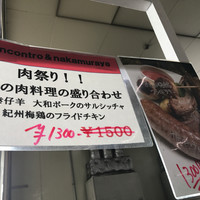 incontro & nakamuraya
肉祭り！！
の肉料理の盛り合わせ
仔羊 大和ポークのサルシッチャ
紀州梅鶏のフライドチキン
¥1300 ¥1500
1300